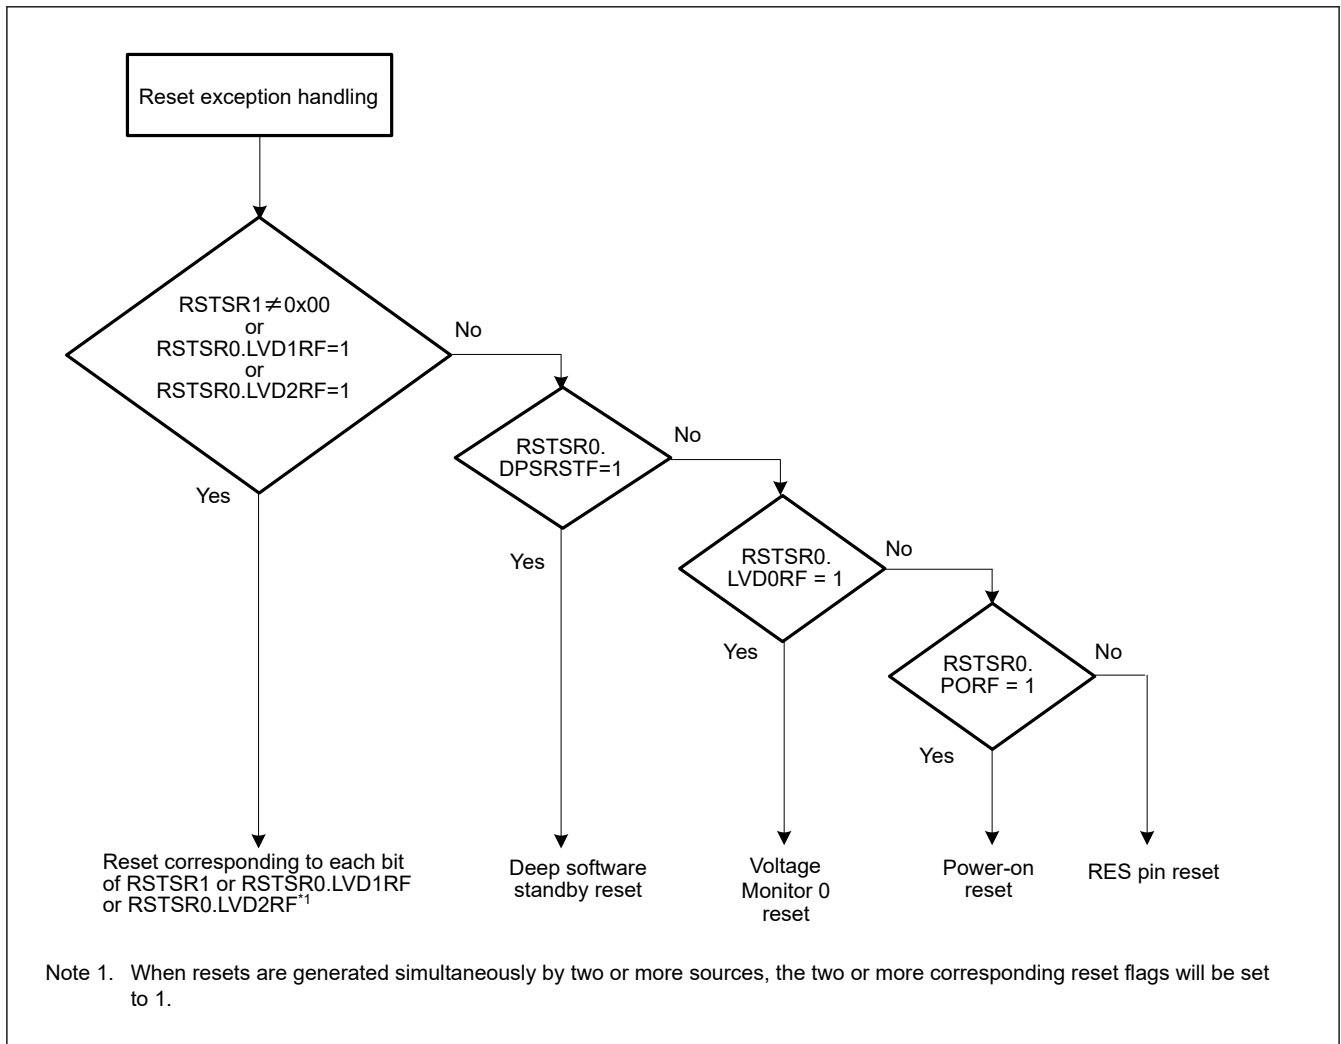 Reset exception handling
RSTSR1≠0x00
or
RSTSR0.LVD1RF=1
or
RSTSR0.LVD2RF=1
No
Yes
RSTSR0.
DPSRSTF=1
No
Yes
RSTSR0.
LVD0RF = 1
No
Yes
RSTSR0.
PORF = 1
No
Yes
Reset corresponding to each bit
of RSTSR1 or RSTSR0.LVD1RF
or RSTSR0.LVD2RF*1
Deep software
standby reset
Voltage
Monitor 0
reset
Power-on
reset
RES pin reset
Note 1. When resets are generated simultaneously by two or more sources, the two or more corresponding reset flags will be set
to 1.